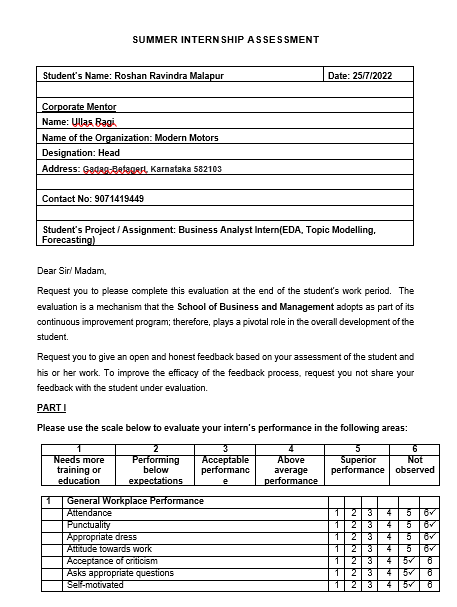 SUMMER INTERNSHIP ASSESSMENT
Student's Name: Roshan Ravindra Malapur Date: 25/7/2022
Corporate Mentor
Name: Ullas Ragi
Name of the Organization: Modern Motors
Designation: Head
Address: Gadag-Betageri, Karnataka 582103
Contact No: 9071419449
Student's Project / Assignment: Business Analyst Intern(EDA, Topic Modelling,
Forecasting)
Dear Sir/ Madam,
Request you to please complete this evaluation at the end of the student's work period. The
evaluation is a mechanism that the School of Business and Management adopts as part of its
continuous improvement program; therefore, plays a pivotal role in the overall development of the
student.
Request you to give an open and honest feedback based on your assessment of the student and
his or her work. To improve the efficacy of the feedback process, request you not share your
feedback with the student under evaluation.
PART I
Please use the scale below to evaluate your intern's performance in the following areas:
1 2 3 4 5 6
Needs more Performing Acceptable Above Superior Not
training or below performanc average performance observed
education expectations e performance
1 General Workplace Performance
Attendance 1 2 3 4 5 6✓
Punctuality 1 2 3 4 5 6✓
Appropriate dress 1 2 3 4 5 6✓
Attitude towards work 1 2 3 4 5 6✓
Acceptance of criticism 1 2 3 4 5✓ 6
Asks appropriate questions 1 2 3 4 5✓ 6
Self-motivated 1 2 3 4 5✓ 6